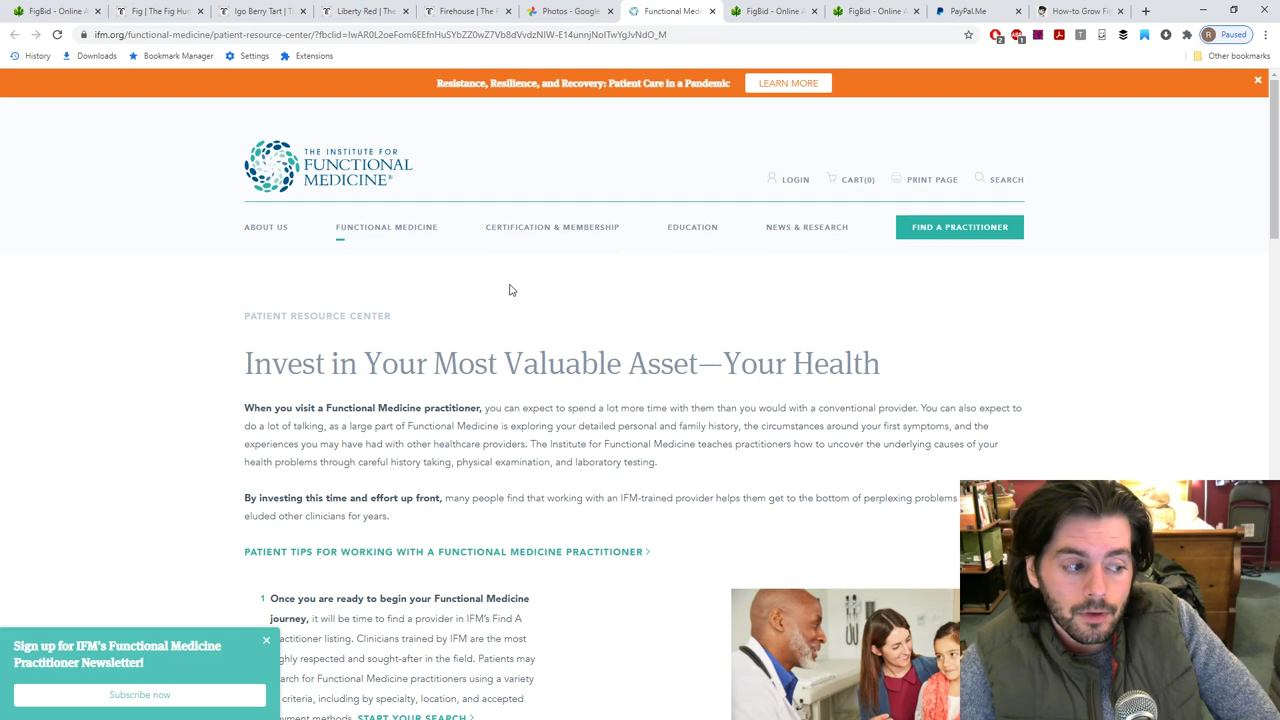 FigBid - Online A
Fig | The Fig Hun
Igo Berry Tart | T
Liberty Red | The
Firehouse | The F
Photos - Google
Functional Medic
FigBid - Online A
FigBid - Online A
PayPal.Me
How-to Grow Fi
ifm.org/functional-medicine/patient-resource-center/?fbclid=IwAR0L2oeFom6EEfnHuSYbZZ0wZ7Vb8dVvdzNIW-E14unnjNoITwYgJvNdO_M
Paused
History
Downloads
Bookmark Manager
Settings
Extensions
Other bookmarks
Resistance, Resilience, and Recovery: Patient Care in a Pandemic
LEARN MORE
THE INSTITUTE FOR
FUNCTIONAL
MEDICINE®
LOGIN
CART(0)
PRINT PAGE
SEARCH
ABOUT US
FUNCTIONAL MEDICINE
CERTIFICATION & MEMBERSHIP
EDUCATION
NEWS & RESEARCH
FIND A PRACTITIONER
PATIENT RESOURCE CENTER
Invest in Your Most Valuable Asset—Your Health
When you visit a Functional Medicine practitioner, you can expect to spend a lot more time with them than you would with a conventional provider. You can also expect to
do a lot of talking, as a large part of Functional Medicine is exploring your detailed personal and family history, the circumstances around your first symptoms, and the
experiences you may have had with other healthcare providers. The Institute for Functional Medicine teaches practitioners how to uncover the underlying causes of your
health problems through careful history taking, physical examination, and laboratory testing.
By investing this time and effort up front, many people find that working with an IFM-trained provider helps them get to the bottom of perplexing problems
eluded other clinicians for years.
PATIENT TIPS FOR WORKING WITH A FUNCTIONAL MEDICINE PRACTITIONER >
1 Once you are ready to begin your Functional Medicine
journey, it will be time to find a provider in IFM's Find A
actitioner listing. Clinicians trained by IFM are the most
ghly respected and sought-after in the field. Patients may
arch for Functional Medicine practitioners using a variety
criteria, including by specialty, location, and accepted
yment methods. START YOUR SEARCH >
Sign up for IFM's Functional Medicine
Practitioner Newsletter!
Subscribe now